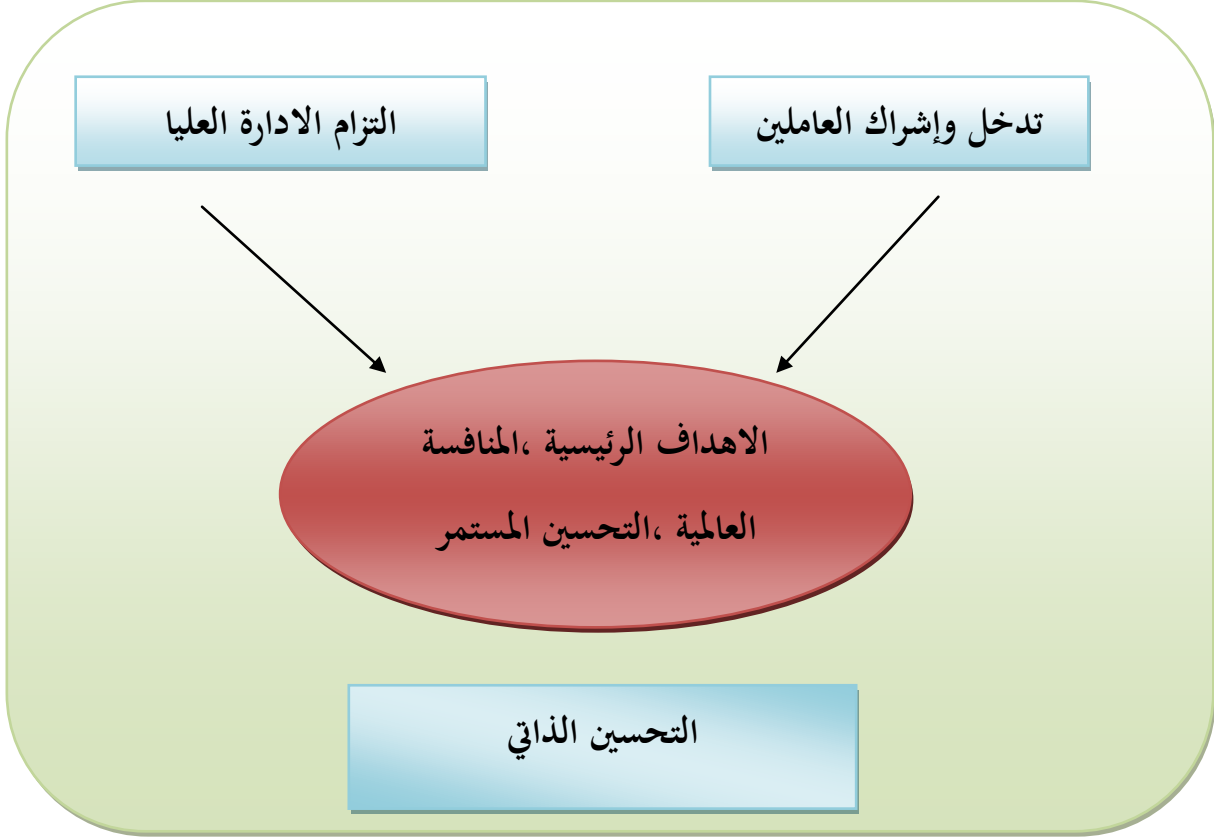 تدخل وإشراك العاملين
التزام الادارة العليا
الاهداف الرئيسية ،المنافسة
العالمية ،التحسين المستمر
التحسين الذاتي